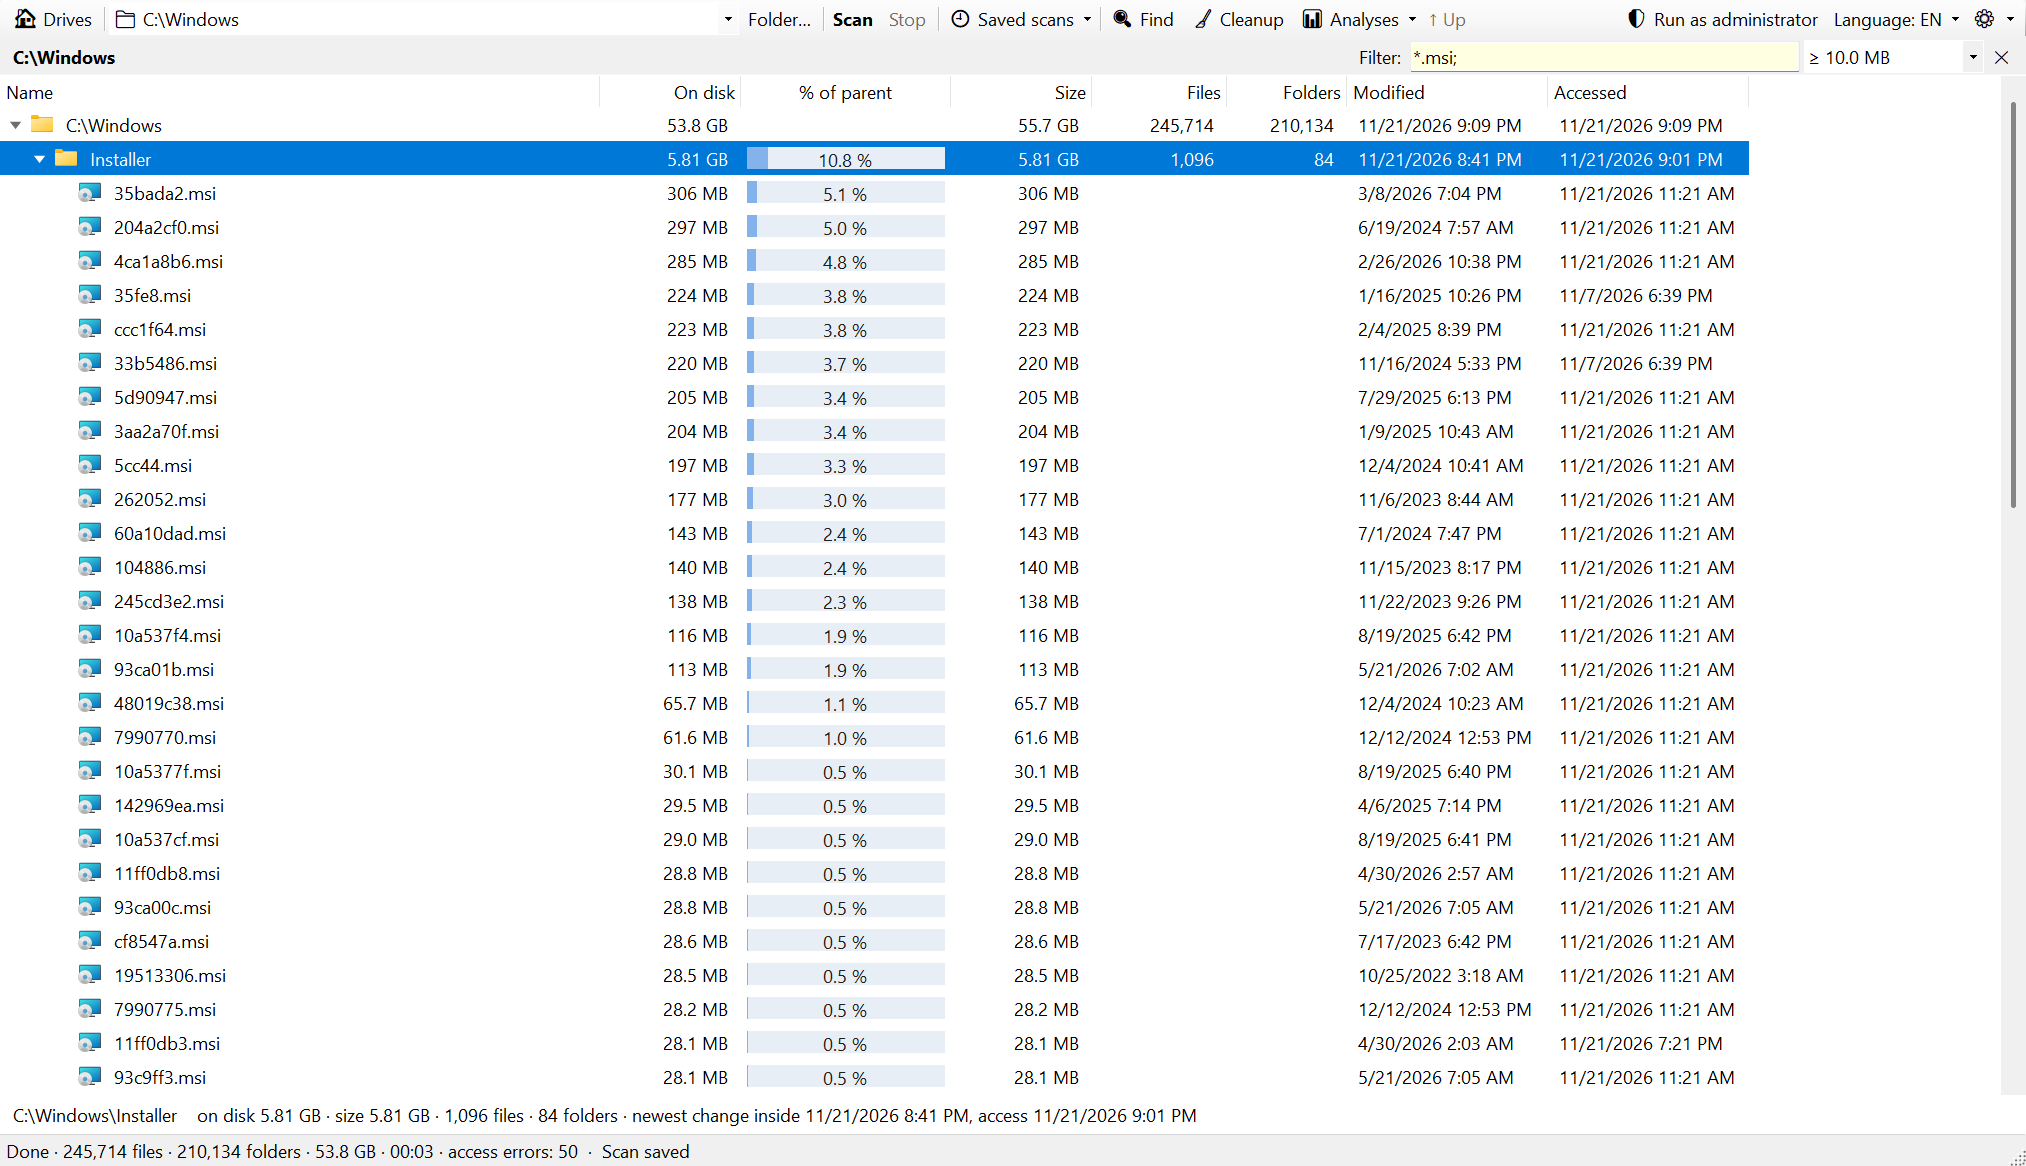 Drives C:\Windows Folder... Scan Stop Saved scans Find Cleanup Analyses ↑ Up Run as administrator Language: EN
C:\Windows Filter: *.msi; ≥ 10.0 MB
Name On disk % of parent Size Files Folders Modified Accessed
C:\Windows 53.8 GB 55.7 GB 245,714 210,134 11/21/2026 9:09 PM 11/21/2026 9:09 PM
Installer 5.81 GB 10.8 % 5.81 GB 1,096 84 11/21/2026 8:41 PM 11/21/2026 9:01 PM
35bada2.msi 306 MB 5.1 % 306 MB 3/8/2026 7:04 PM 11/21/2026 11:21 AM
204a2cf0.msi 297 MB 5.0 % 297 MB 6/19/2024 7:57 AM 11/21/2026 11:21 AM
4ca1a8b6.msi 285 MB 4.8 % 285 MB 2/26/2026 10:38 PM 11/21/2026 11:21 AM
35fe8.msi 224 MB 3.8 % 224 MB 1/16/2025 10:26 PM 11/7/2026 6:39 PM
ccc1f64.msi 223 MB 3.8 % 223 MB 2/4/2025 8:39 PM 11/21/2026 11:21 AM
33b5486.msi 220 MB 3.7 % 220 MB 11/16/2024 5:33 PM 11/7/2026 6:39 PM
5d90947.msi 205 MB 3.4 % 205 MB 7/29/2025 6:13 PM 11/21/2026 11:21 AM
3aa2a70f.msi 204 MB 3.4 % 204 MB 1/9/2025 10:43 AM 11/21/2026 11:21 AM
5cc44.msi 197 MB 3.3 % 197 MB 12/4/2024 10:41 AM 11/21/2026 11:21 AM
262052.msi 177 MB 3.0 % 177 MB 11/6/2023 8:44 AM 11/21/2026 11:21 AM
60a10dad.msi 143 MB 2.4 % 143 MB 7/1/2024 7:47 PM 11/21/2026 11:21 AM
104886.msi 140 MB 2.4 % 140 MB 11/15/2023 8:17 PM 11/21/2026 11:21 AM
245cd3e2.msi 138 MB 2.3 % 138 MB 11/22/2023 9:26 PM 11/21/2026 11:21 AM
10a537f4.msi 116 MB 1.9 % 116 MB 8/19/2025 6:42 PM 11/21/2026 11:21 AM
93ca01b.msi 113 MB 1.9 % 113 MB 5/21/2026 7:02 AM 11/21/2026 11:21 AM
48019c38.msi 65.7 MB 1.1 % 65.7 MB 12/4/2024 10:23 AM 11/21/2026 11:21 AM
7990770.msi 61.6 MB 1.0 % 61.6 MB 12/12/2024 12:53 PM 11/21/2026 11:21 AM
10a5377f.msi 30.1 MB 0.5 % 30.1 MB 8/19/2025 6:40 PM 11/21/2026 11:21 AM
142969ea.msi 29.5 MB 0.5 % 29.5 MB 4/6/2025 7:14 PM 11/21/2026 11:21 AM
10a537cf.msi 29.0 MB 0.5 % 29.0 MB 8/19/2025 6:41 PM 11/21/2026 11:21 AM
11ff0db8.msi 28.8 MB 0.5 % 28.8 MB 4/30/2026 2:57 AM 11/21/2026 11:21 AM
93ca00c.msi 28.8 MB 0.5 % 28.8 MB 5/21/2026 7:05 AM 11/21/2026 11:21 AM
cf8547a.msi 28.6 MB 0.5 % 28.6 MB 7/17/2023 6:42 PM 11/21/2026 11:21 AM
19513306.msi 28.5 MB 0.5 % 28.5 MB 10/25/2022 3:18 AM 11/21/2026 11:21 AM
7990775.msi 28.2 MB 0.5 % 28.2 MB 12/12/2024 12:53 PM 11/21/2026 11:21 AM
11ff0db3.msi 28.1 MB 0.5 % 28.1 MB 4/30/2026 2:03 AM 11/21/2026 7:21 PM
93c9ff3.msi 28.1 MB 0.5 % 28.1 MB 5/21/2026 7:05 AM 11/21/2026 11:21 AM
C:\Windows\Installer on disk 5.81 GB · size 5.81 GB · 1,096 files · 84 folders · newest change inside 11/21/2026 8:41 PM, access 11/21/2026 9:01 PM
Done · 245,714 files · 210,134 folders · 53.8 GB · 00:03 · access errors: 50 · Scan saved